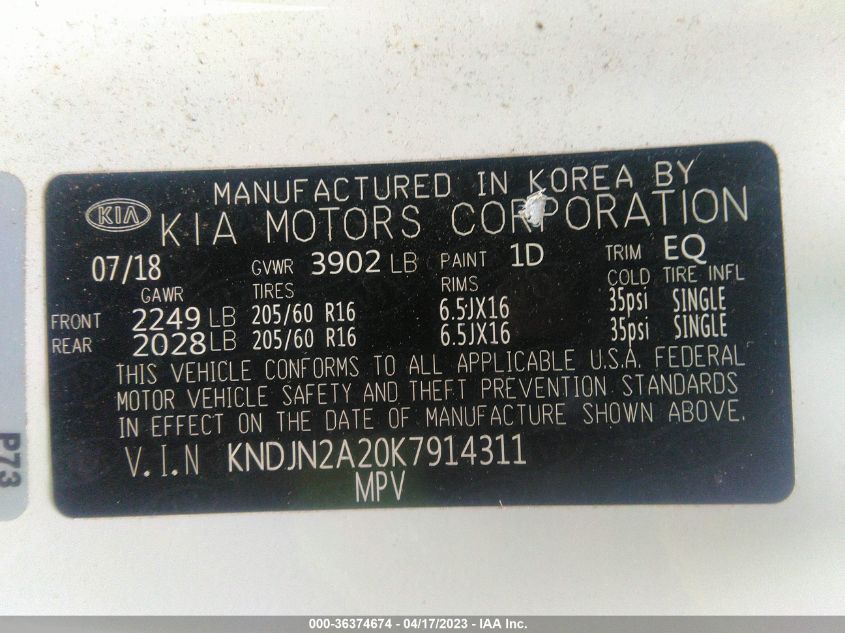 MANUFACTURED IN KOREA BY
KIA KIA MOTORS CORPORATION
07/18 GVWR 3902 LB PAINT 1D TRIM EQ
GAWR TIRES RIMS COLD TIRE INFL
FRONT 2249 LB 205/60 R16 6.5JX16 35psi SINGLE
REAR 2028 LB 205/60 R16 6.5JX16 35psi SINGLE
THIS VEHICLE CONFORMS TO ALL APPLICABLE U.S.A. FEDERAL
MOTOR VEHICLE SAFETY AND THEFT PREVENTION STANDARDS
IN EFFECT ON THE DATE OF MANUFACTURE SHOWN ABOVE.
V.I.N KNDJN2A20K7914311
MPV
P73
000-36374674 - 04/17/2023 - IAA Inc.